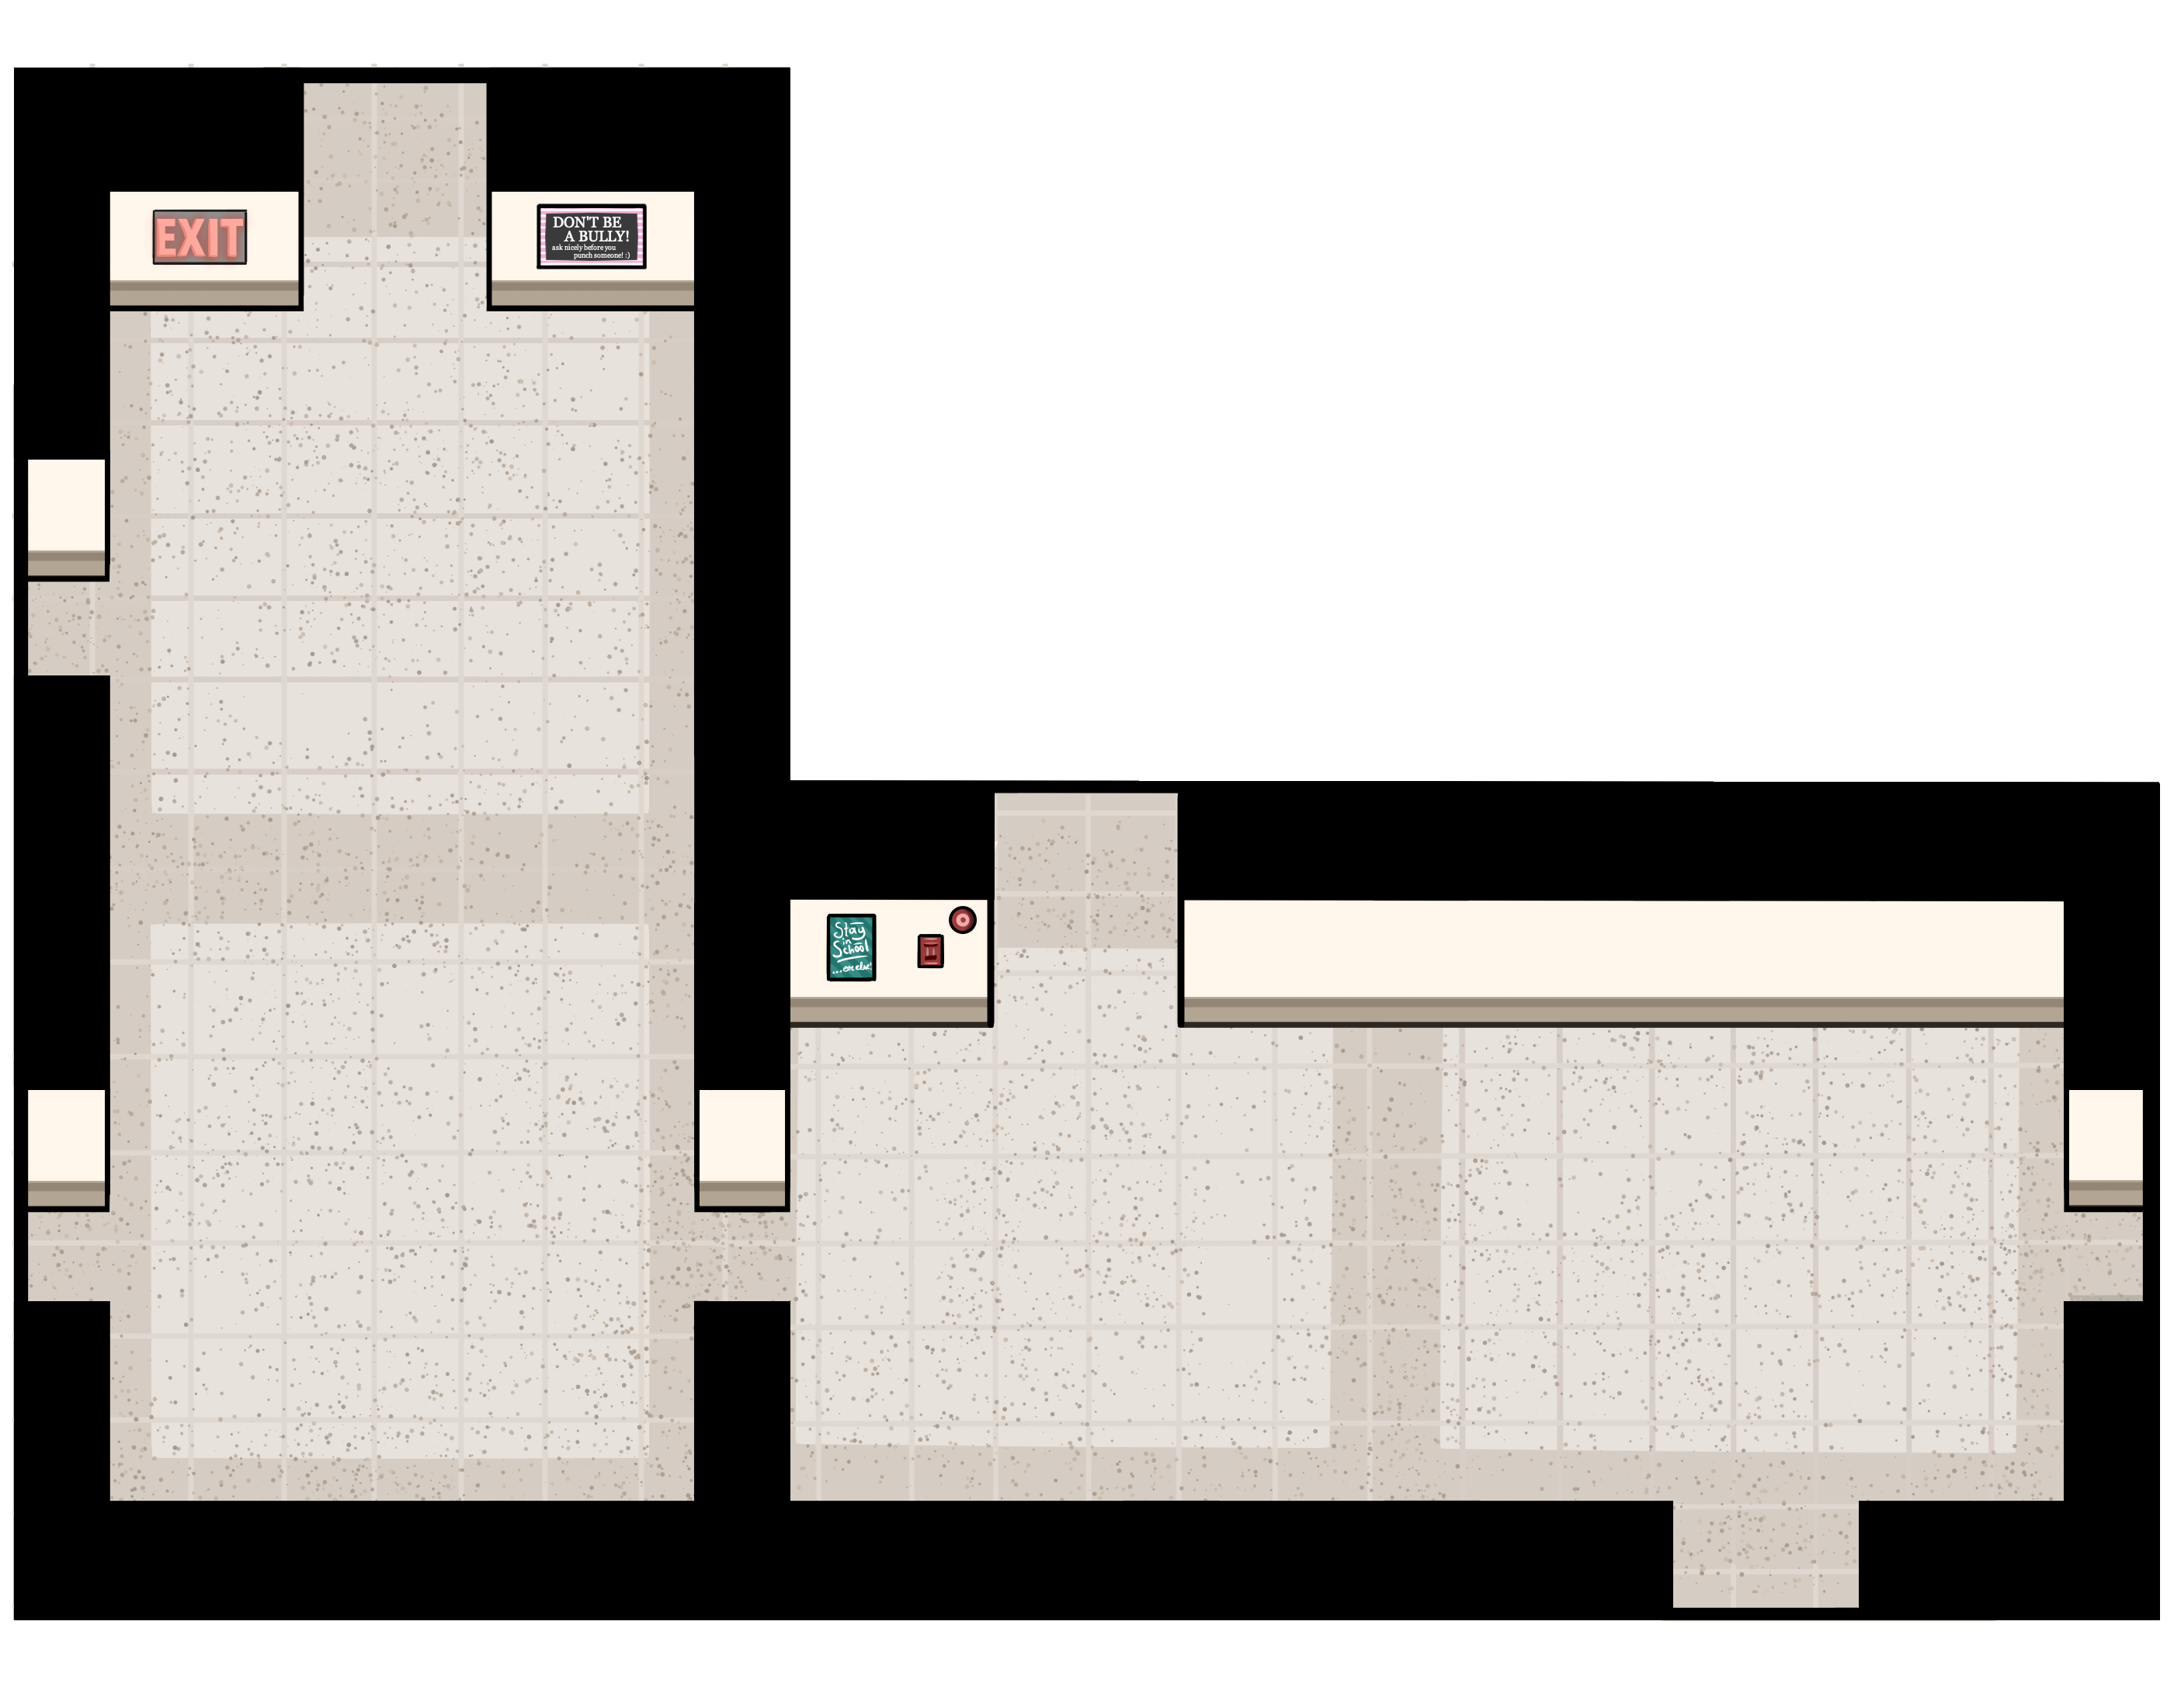 EXIT
DON'T BE
A BULLY!
ask nicely before you
punch someone! :)
Stay
in
School
...or else!